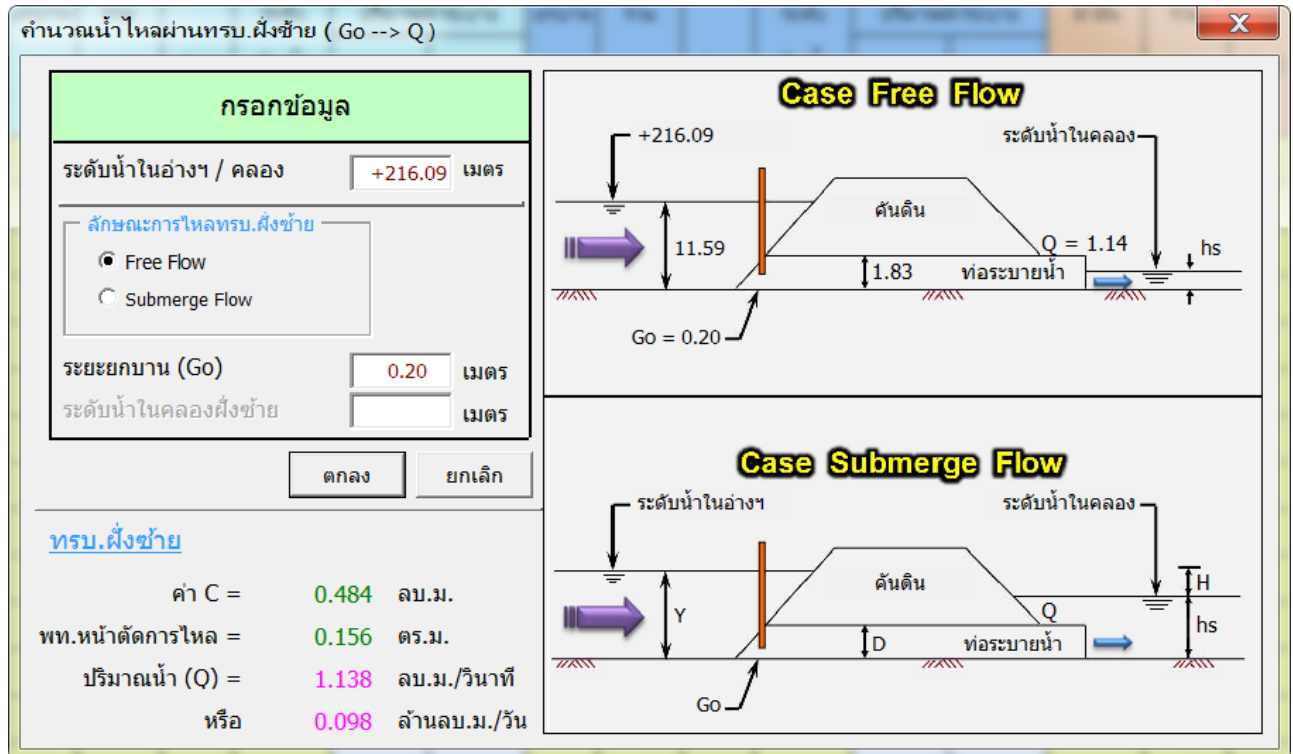 คำนวณน้ำไหลผ่านทรบ.ฝั่งซ้าย ( Go --> Q )
X
กรอกข้อมูล
ระดับน้ำในอ่างฯ / คลอง +216.09 เมตร
ลักษณะการไหลทรบ.ฝั่งซ้าย
Free Flow
Submerge Flow
ระยะยกบาน (Go) 0.20 เมตร
ระดับน้ำในคลองฝั่งซ้าย เมตร
ตกลง ยกเลิก
ทรบ.ฝั่งซ้าย
ค่า C = 0.484 ลบ.ม.
พท.หน้าตัดการไหล = 0.156 ตร.ม.
ปริมาณน้ำ (Q) = 1.138 ลบ.ม./วินาที
หรือ 0.098 ล้านลบ.ม./วัน
Case Free Flow
+216.09 ระดับน้ำในคลอง
คันดิน
11.59 Q = 1.14 hs
1.83 ท่อระบายน้ำ
Go = 0.20
Case Submerge Flow
ระดับน้ำในอ่างฯ ระดับน้ำในคลอง
คันดิน H
Y Q hs
D ท่อระบายน้ำ
Go